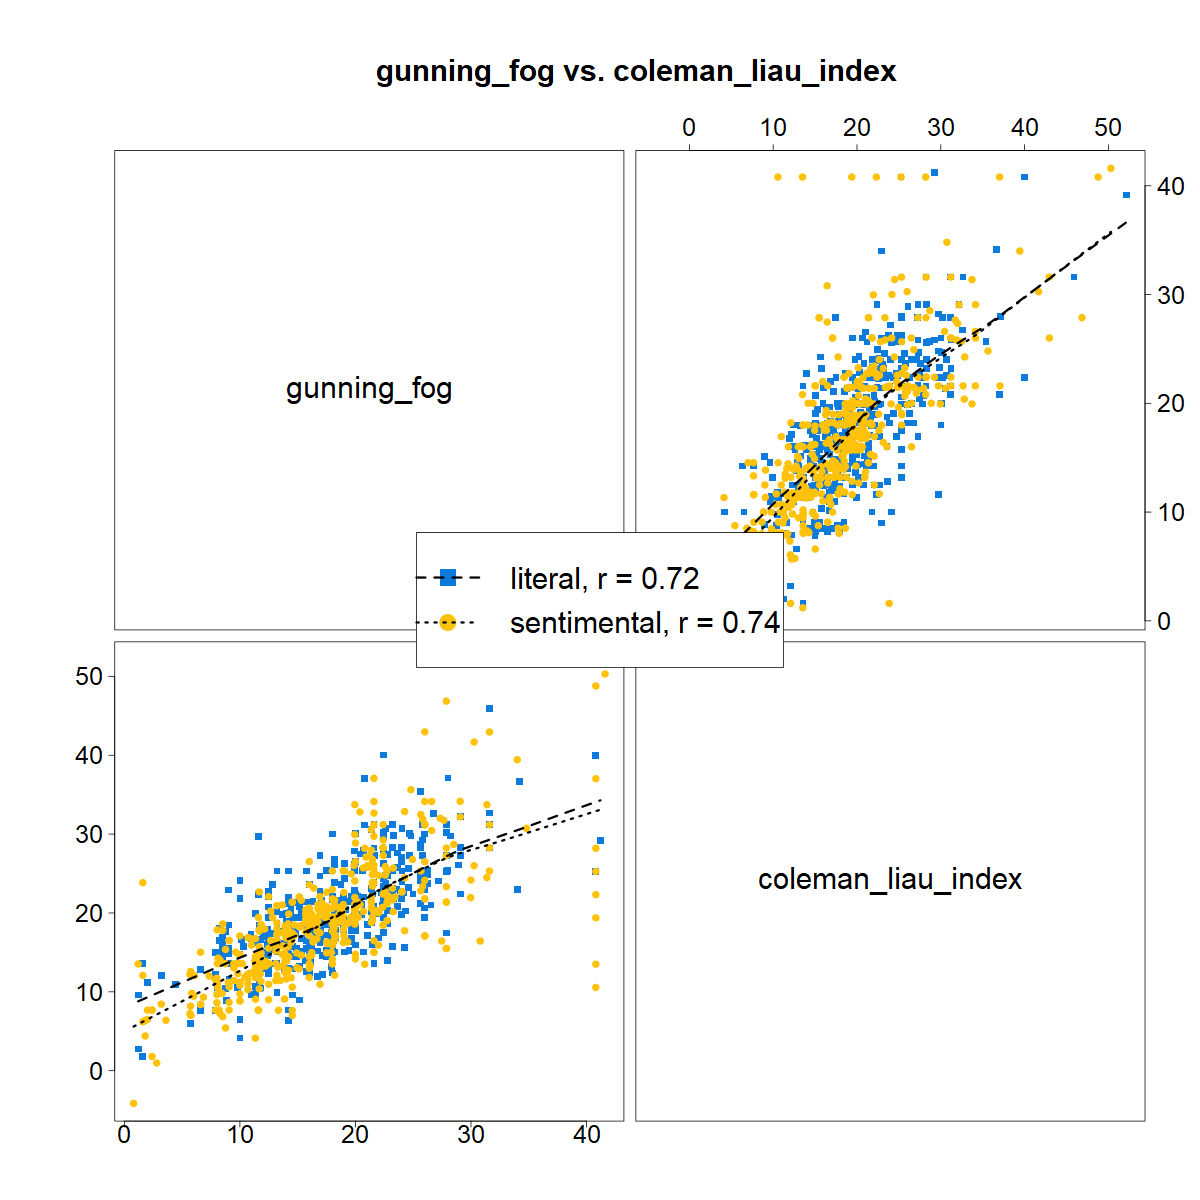 gunning_fog vs. coleman_liau_index
0 10 20 30 40 50
gunning_fog
40
30
20
10
0
literal, r = 0.72
sentimental, r = 0.74
50
40
30
20
10
0
coleman_liau_index
0 10 20 30 40